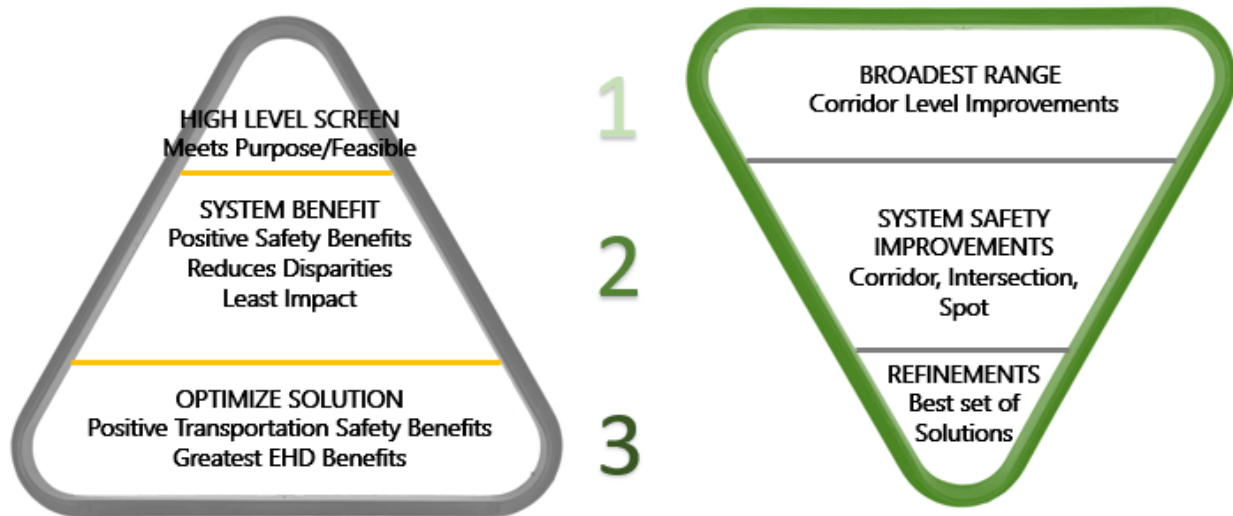 HIGH LEVEL SCREEN
Meets Purpose/Feasible
SYSTEM BENEFIT
Positive Safety Benefits
Reduces Disparities
Least Impact
OPTIMIZE SOLUTION
Positive Transportation Safety Benefits
Greatest EHD Benefits
1
2
3
BROADEST RANGE
Corridor Level Improvements
SYSTEM SAFETY
IMPROVEMENTS
Corridor, Intersection,
Spot
REFINEMENTS
Best set of
Solutions